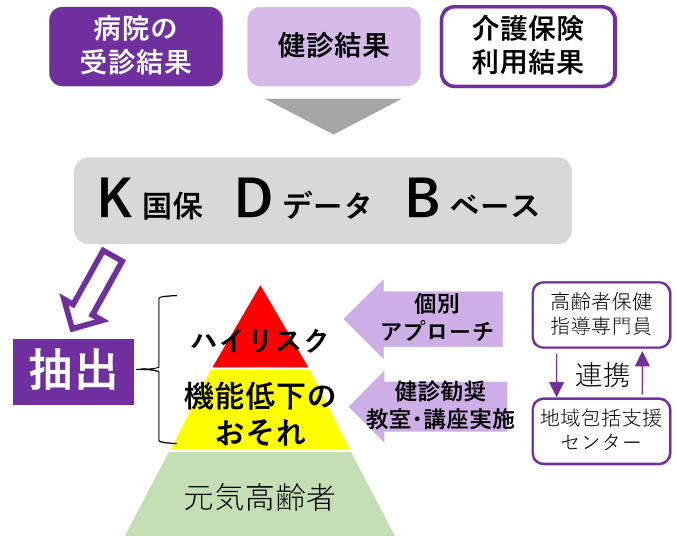 病院の
受診結果
健診結果
介護保険
利用結果
K 国保 D データ B ベース
抽出
ハイリスク
機能低下の
おそれ
元気高齢者
個別
アプローチ
健診勧奨
教室・講座実施
高齢者保健
指導専門員
連携
地域包括支援
センター